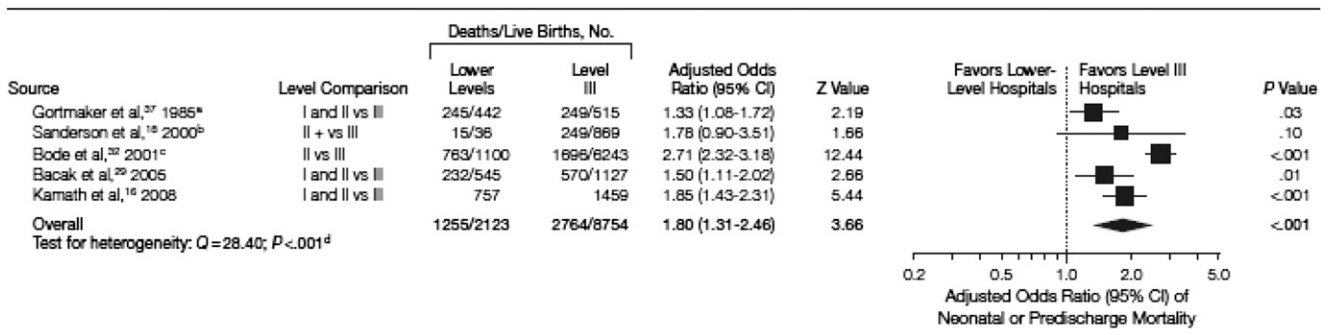 Deaths/Live Births, No.
Source Level Comparison Lower Levels Level III Adjusted Odds Ratio (95% CI) Z Value Favors Lower-Level Hospitals Favors Level III Hospitals P Value
Gortmaker et al,37 1985a I and II vs III 245/442 249/515 1.33 (1.08-1.72) 2.19 .03
Sanderson et al,18 2000b II + vs III 15/36 249/869 1.78 (0.90-3.51) 1.66 .10
Bode et al,32 2001c II vs III 763/1100 1696/6243 2.71 (2.32-3.18) 12.44 <.001
Bacak et al,29 2005 I and II vs III 232/545 570/1127 1.50 (1.11-2.02) 2.66 .01
Kamath et al,16 2008 I and II vs III 757 1459 1.85 (1.43-2.31) 5.44 <.001
Overall 1255/2123 2764/8754 1.80 (1.31-2.46) 3.66 <.001
Test for heterogeneity: Q=28.40; P<.001d
0.2 0.5 1.0 2.0 5.0
Adjusted Odds Ratio (95% CI) of
Neonatal or Predischarge Mortality